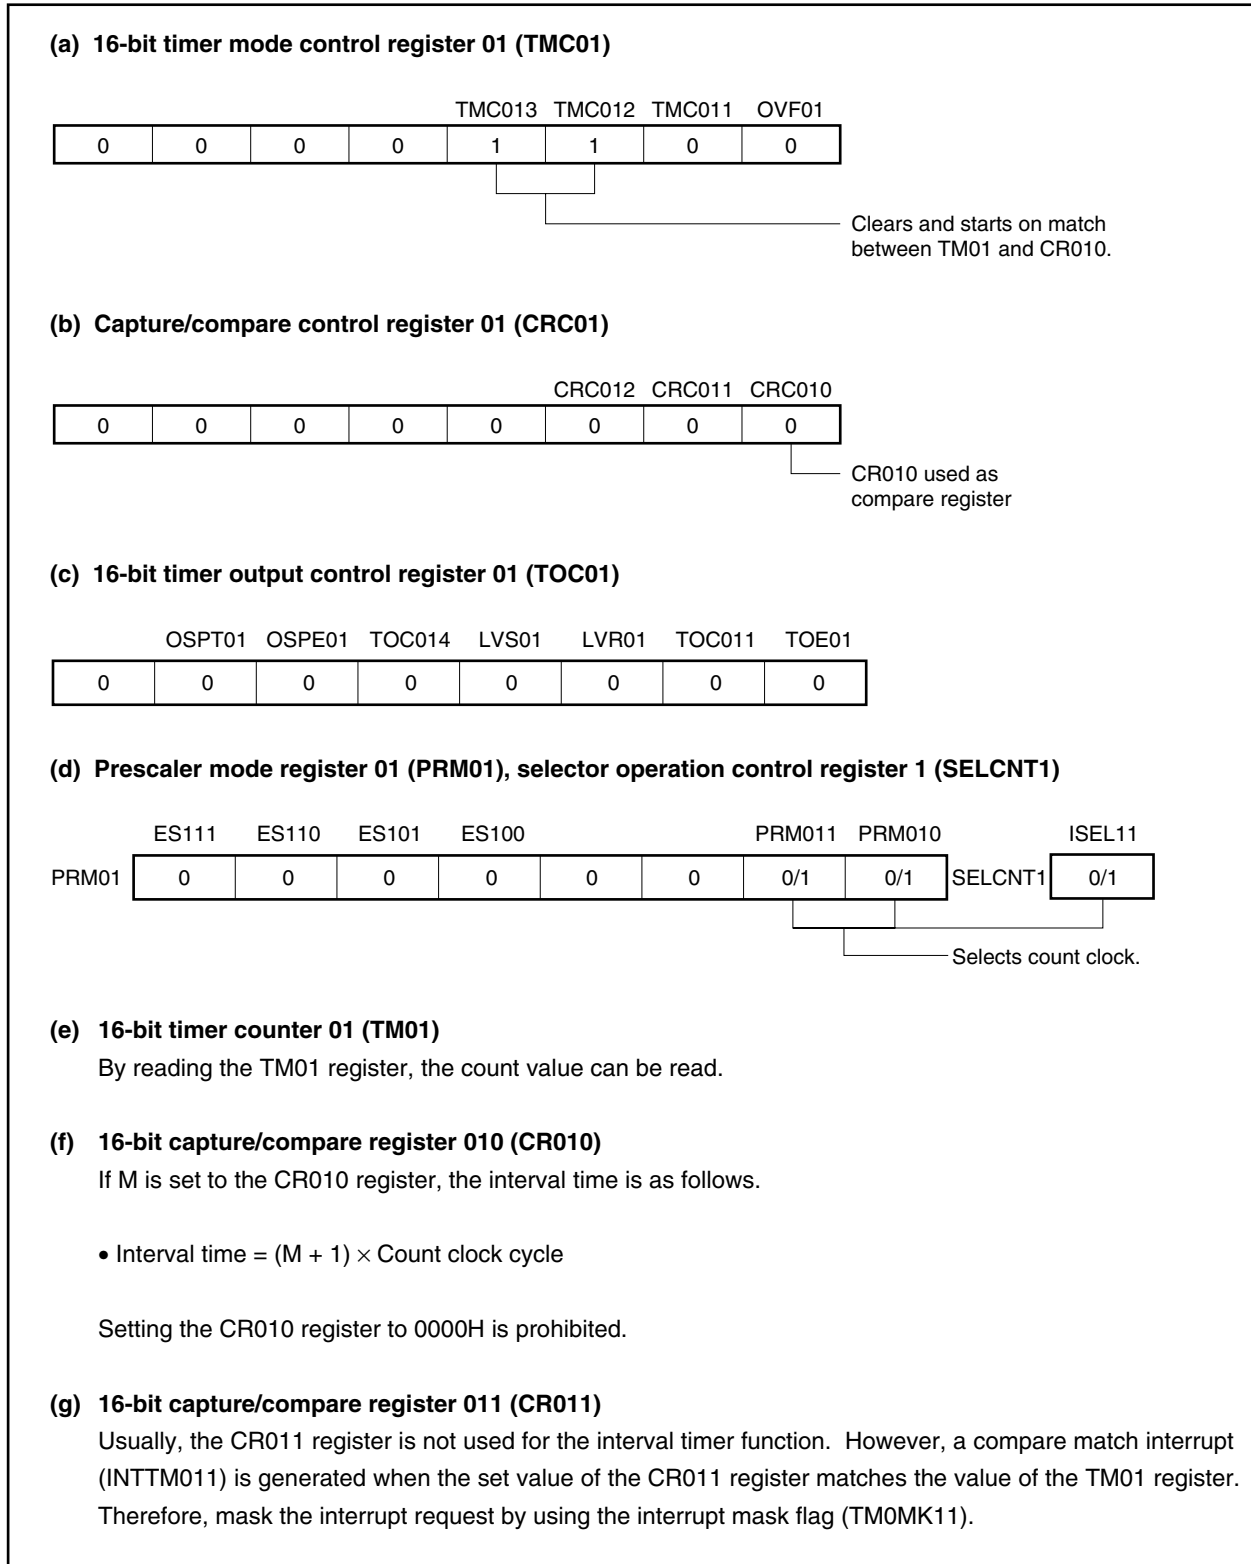 (a) 16-bit timer mode control register 01 (TMC01)
TMC013 TMC012 TMC011 OVF01
0 0 0 0 1 1 0 0
Clears and starts on match
between TM01 and CR010.
(b) Capture/compare control register 01 (CRC01)
CRC012 CRC011 CRC010
0 0 0 0 0 0 0 0
CR010 used as
compare register
(c) 16-bit timer output control register 01 (TOC01)
OSPT01 OSPE01 TOC014 LVS01 LVR01 TOC011 TOE01
0 0 0 0 0 0 0 0
(d) Prescaler mode register 01 (PRM01), selector operation control register 1 (SELCNT1)
ES111 ES110 ES101 ES100 PRM011 PRM010 ISEL11
PRM01 0 0 0 0 0 0 0/1 0/1 SELCNT1 0/1
Selects count clock.
(e) 16-bit timer counter 01 (TM01)
By reading the TM01 register, the count value can be read.
(f) 16-bit capture/compare register 010 (CR010)
If M is set to the CR010 register, the interval time is as follows.
• Interval time = (M + 1) × Count clock cycle
Setting the CR010 register to 0000H is prohibited.
(g) 16-bit capture/compare register 011 (CR011)
Usually, the CR011 register is not used for the interval timer function. However, a compare match interrupt
(INTTM011) is generated when the set value of the CR011 register matches the value of the TM01 register.
Therefore, mask the interrupt request by using the interrupt mask flag (TM0MK11).